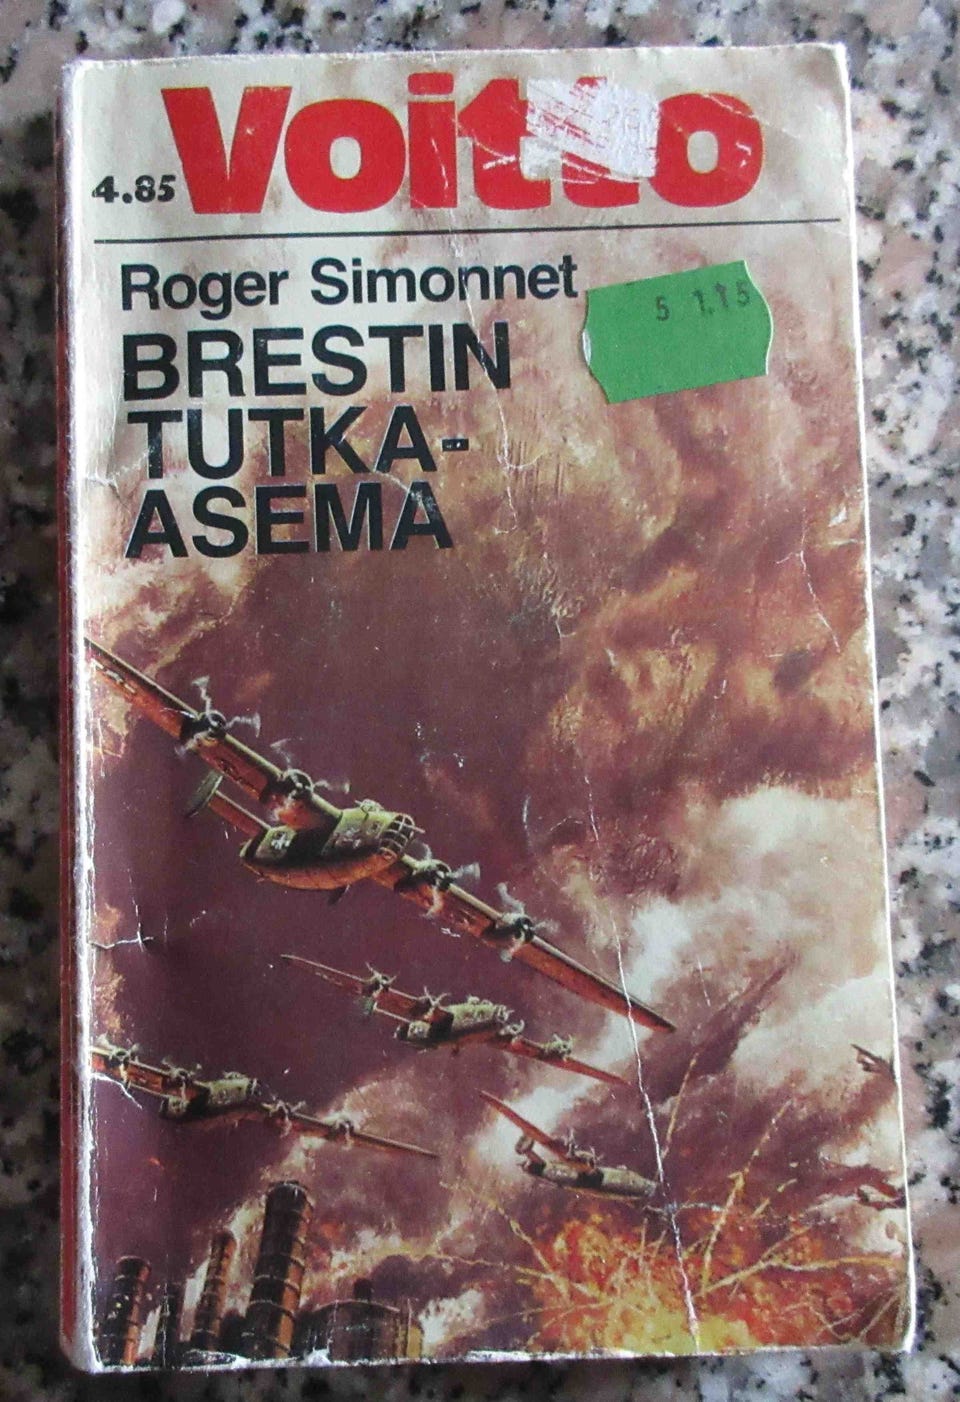 Voitto
4.85
Roger Simonnet
5 1.15
BRESTIN
TUTKA-
ASEMA